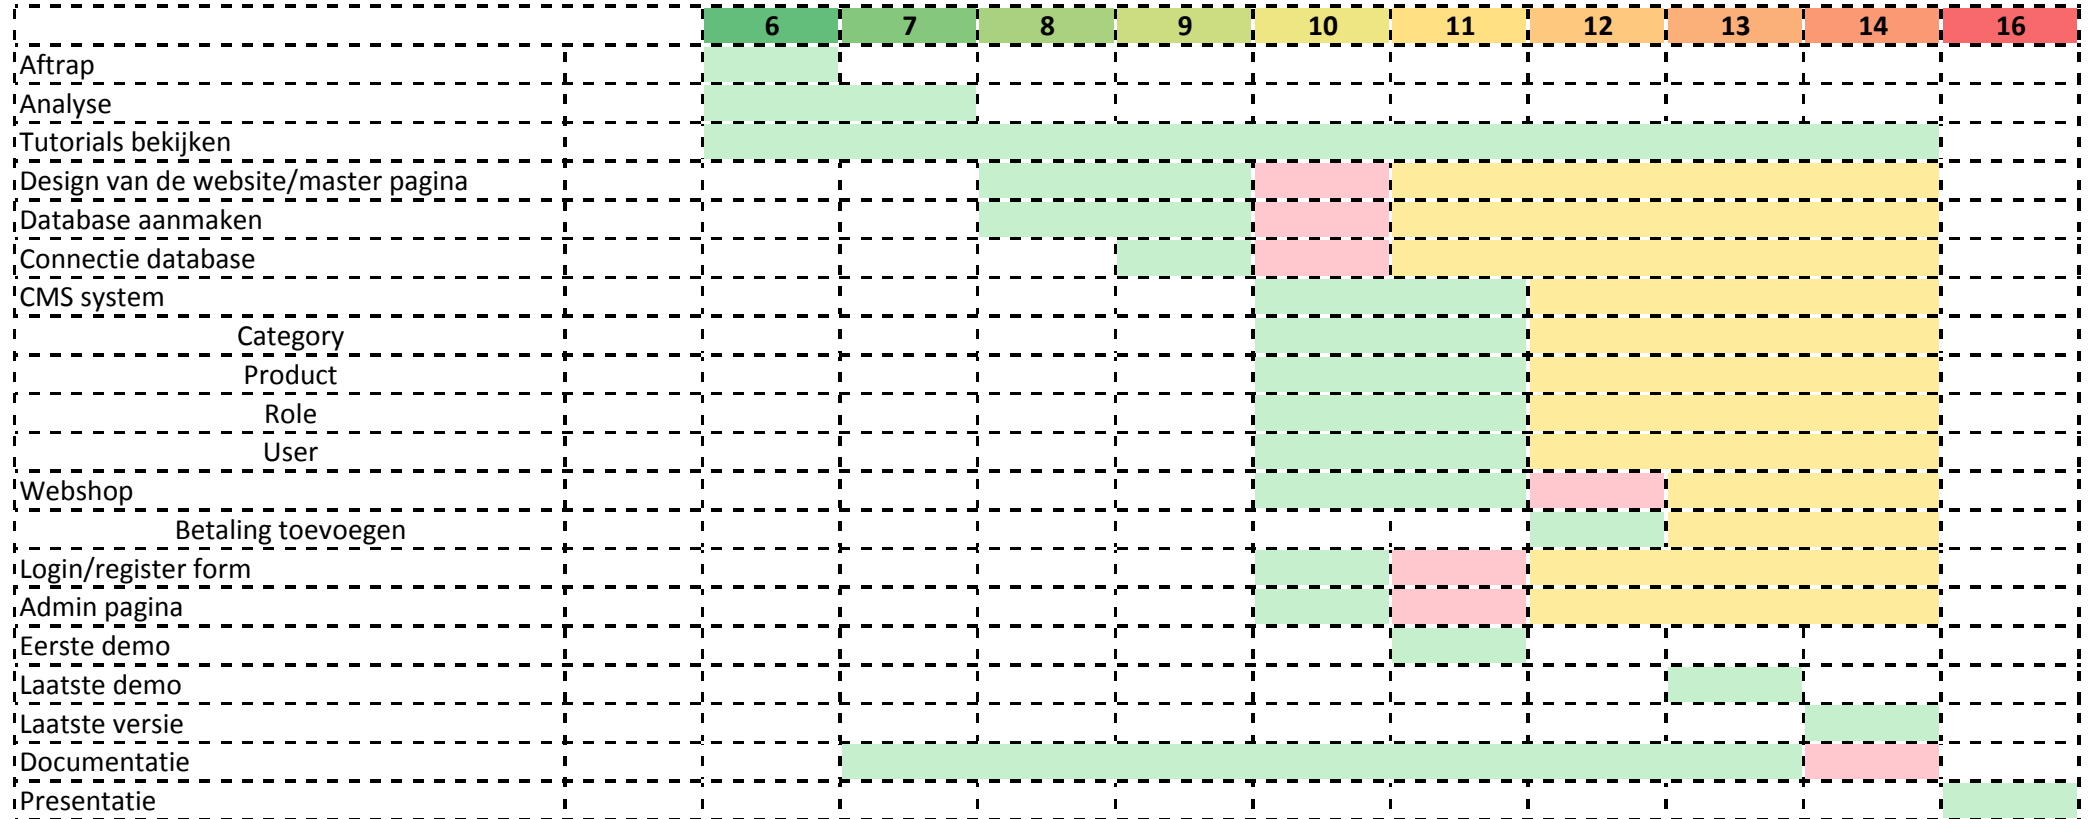 6 7 8 9 10 11 12 13 14 16
Aftrap
Analyse
Tutorials bekijken
Design van de website/master pagina
Database aanmaken
Connectie database
CMS system
Category
Product
Role
User
Webshop
Betaling toevoegen
Login/register form
Admin pagina
Eerste demo
Laatste demo
Laatste versie
Documentatie
Presentatie